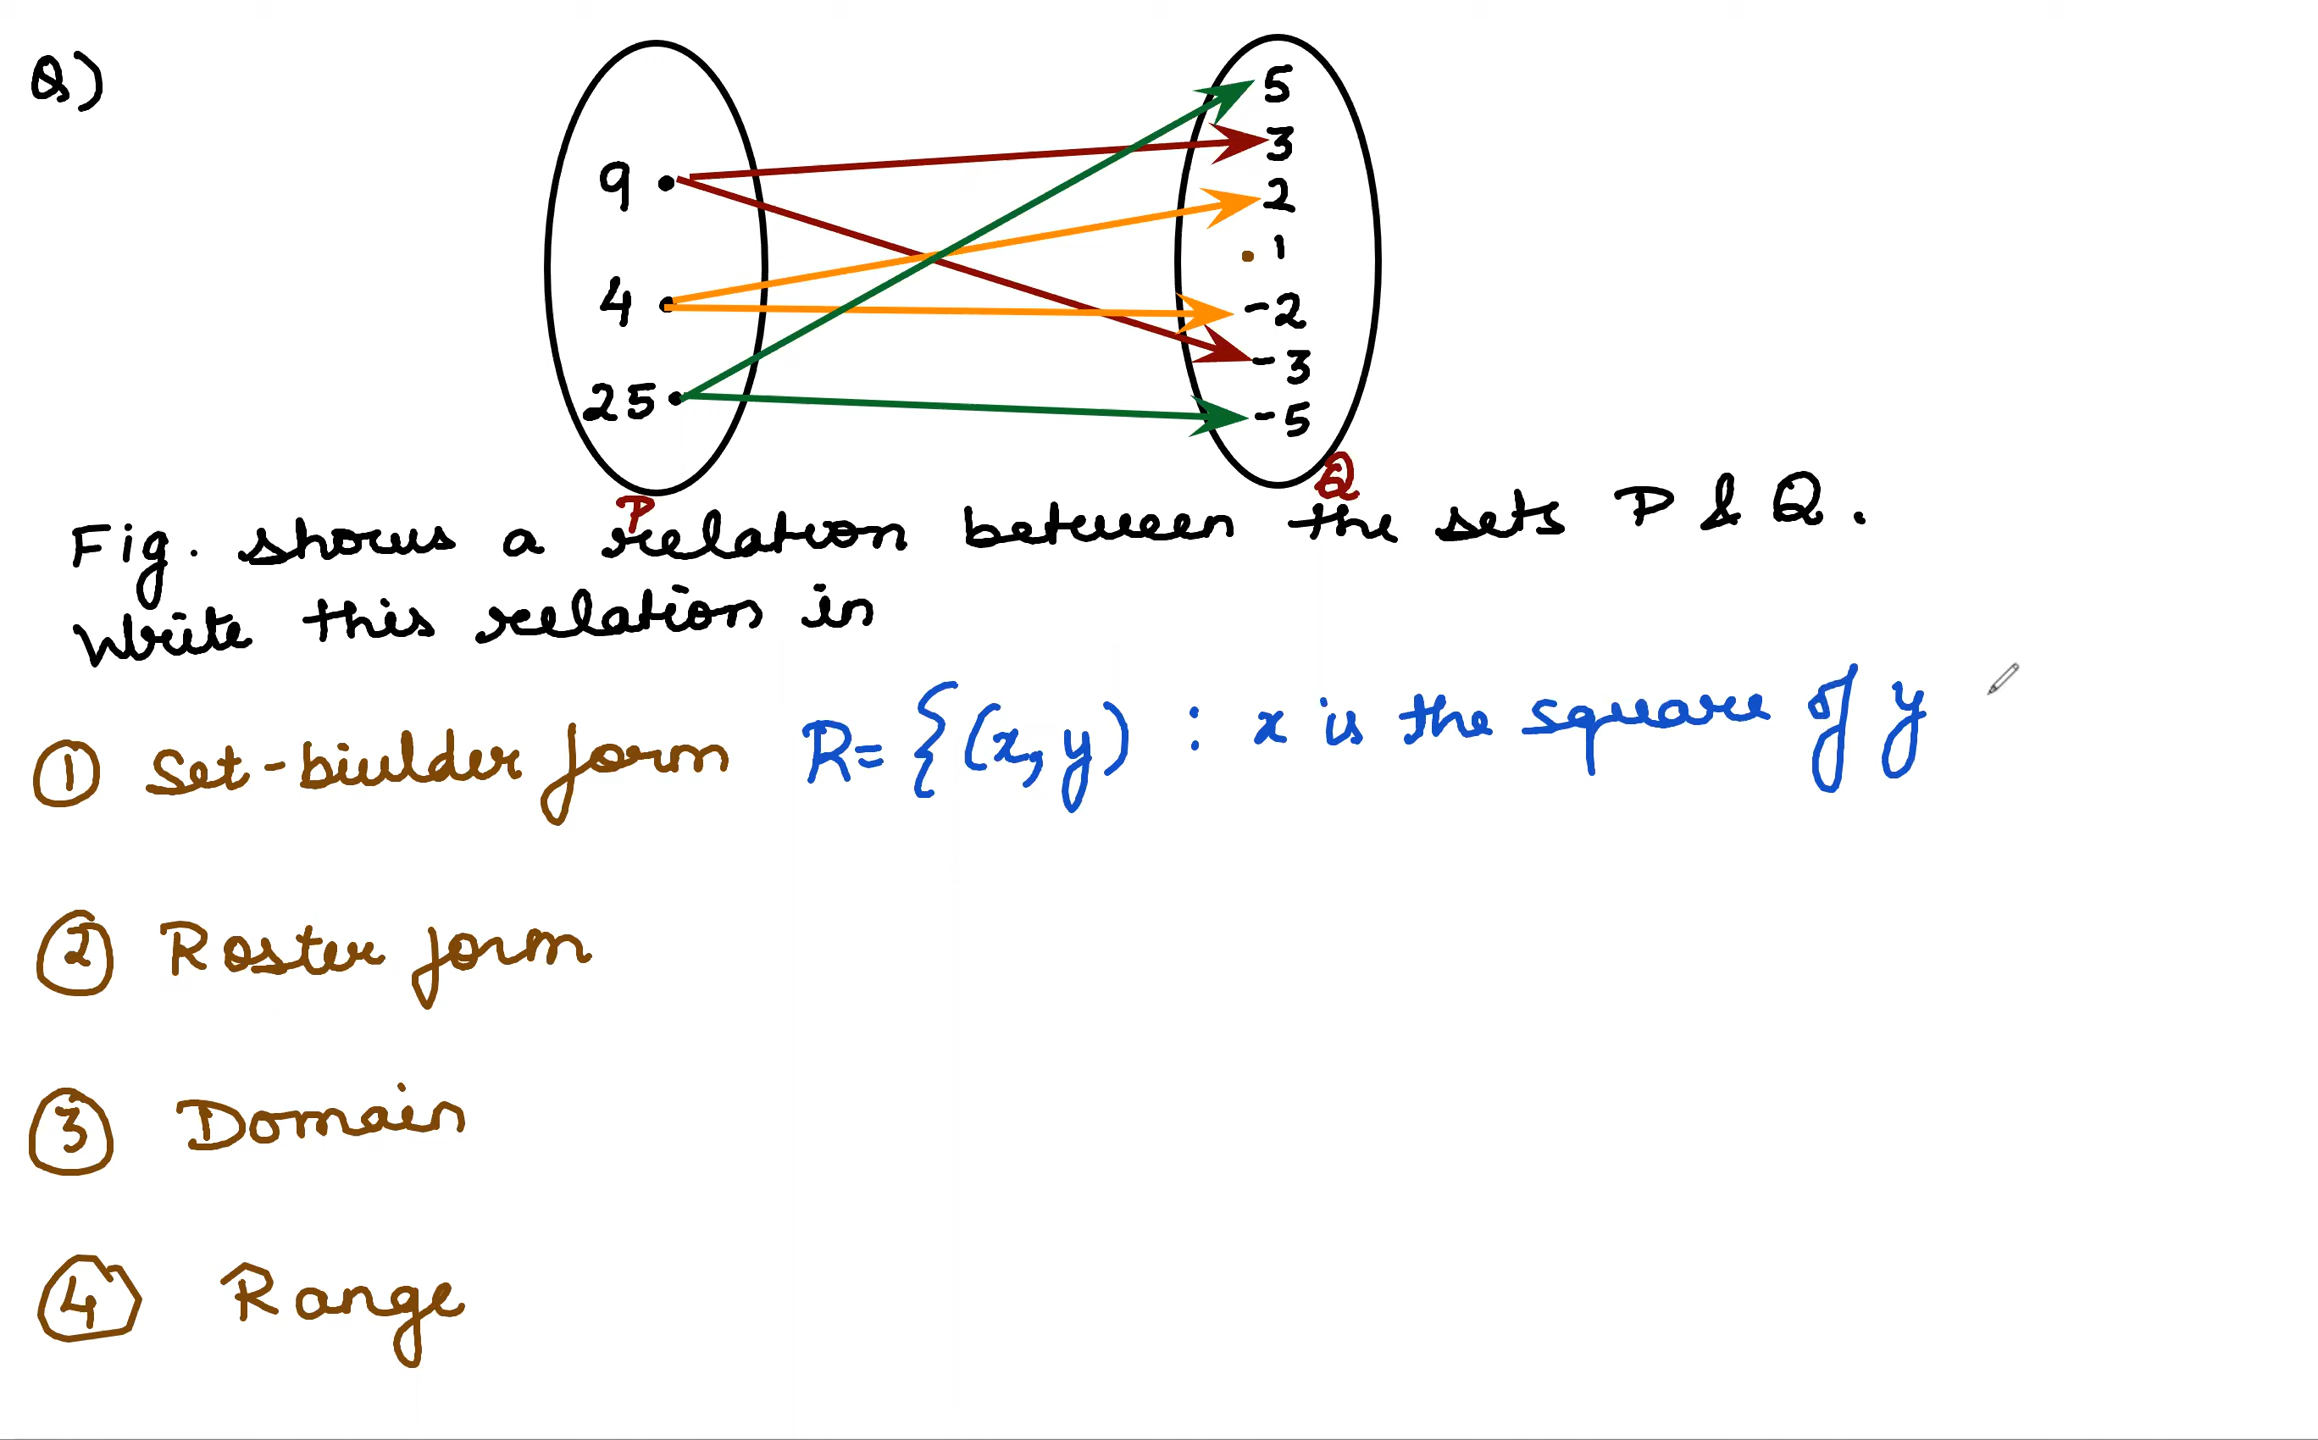 Q)
9
4
25
5
3
2
1
-2
-3
-5
P
Q
Fig. shows a relation between the sets P & Q.
Write this relation in
① Set-builder form R= {(x, y) : x is the square of y
② Roster form
③ Domain
④ Range